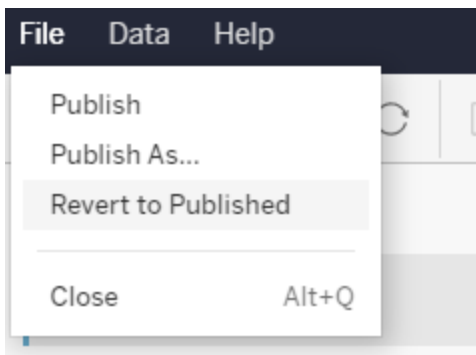 File Data Help
Publish
Publish As...
Revert to Published
Close Alt+Q